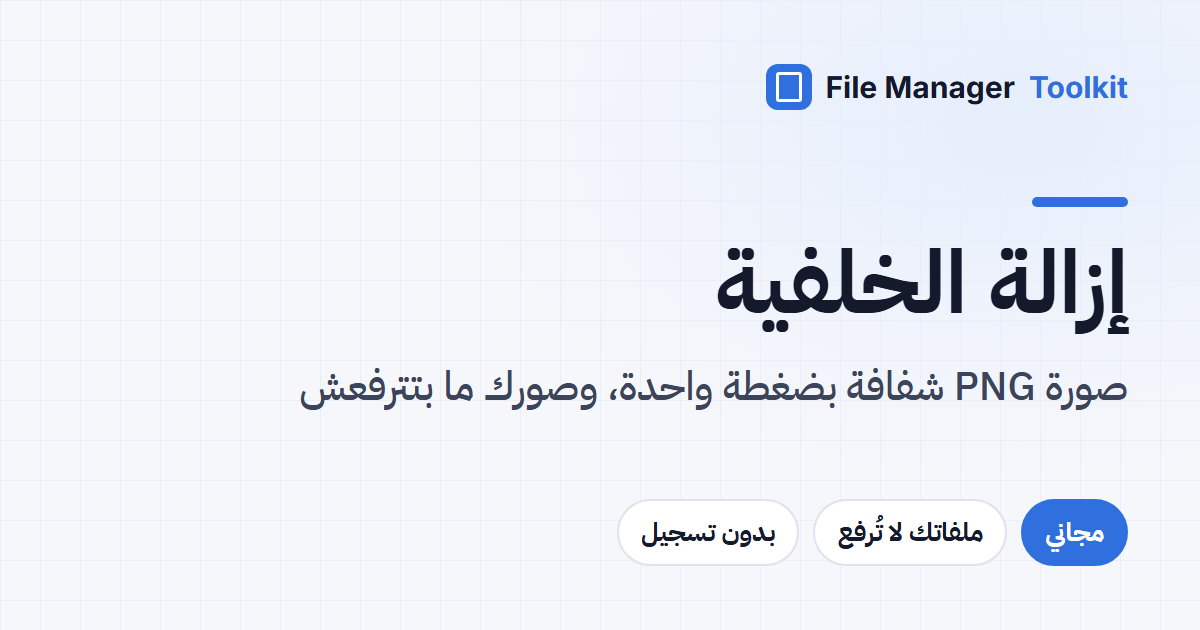 File Manager Toolkit
إزالة الخلفية
صورة PNG شفافة بضغطة واحدة، وصورك ما بتترفعش
مجاني ملفاتك لا تُرفع بدون تسجيل